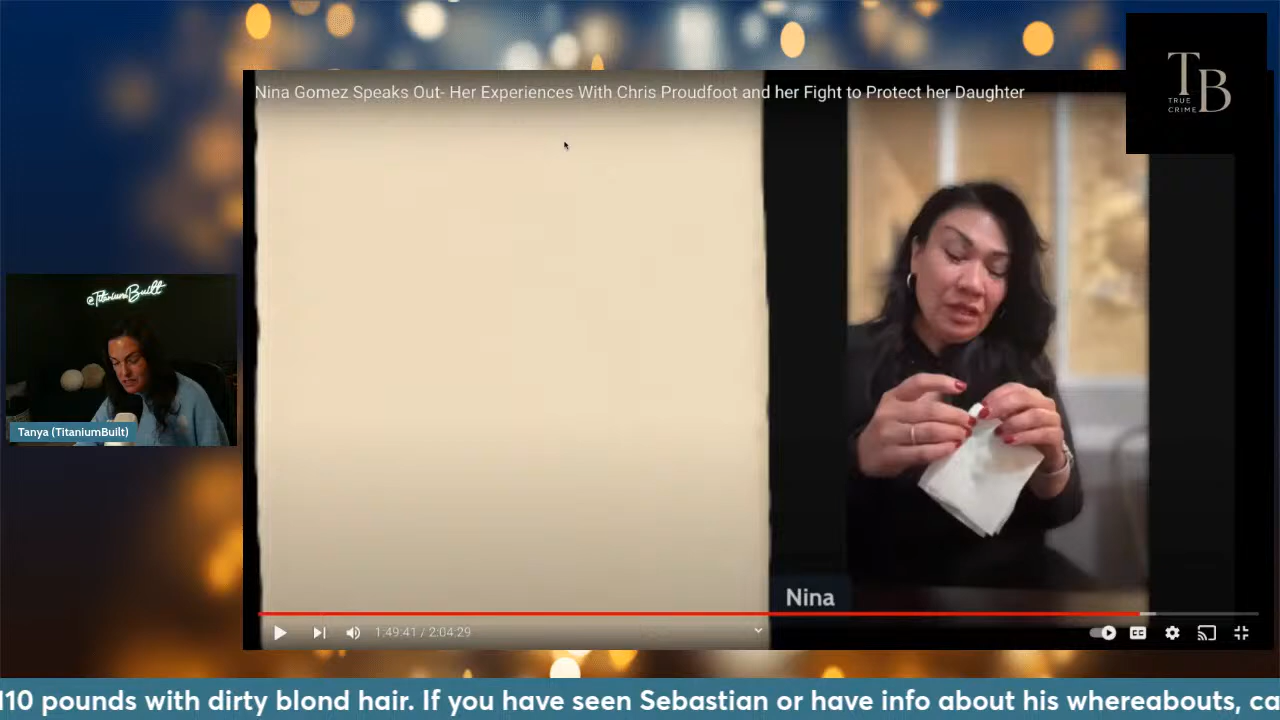 Nina Gomez Speaks Out- Her Experiences With Chris Proudfoot and her Fight to Protect her Daughter
TB
TRUE
CRIME
@TitaniumBuilt
Tanya (TitaniumBuilt)
Nina
1:49:41 / 2:04:29
CC
110 pounds with dirty blond hair. If you have seen Sebastian or have info about his whereabouts, ca